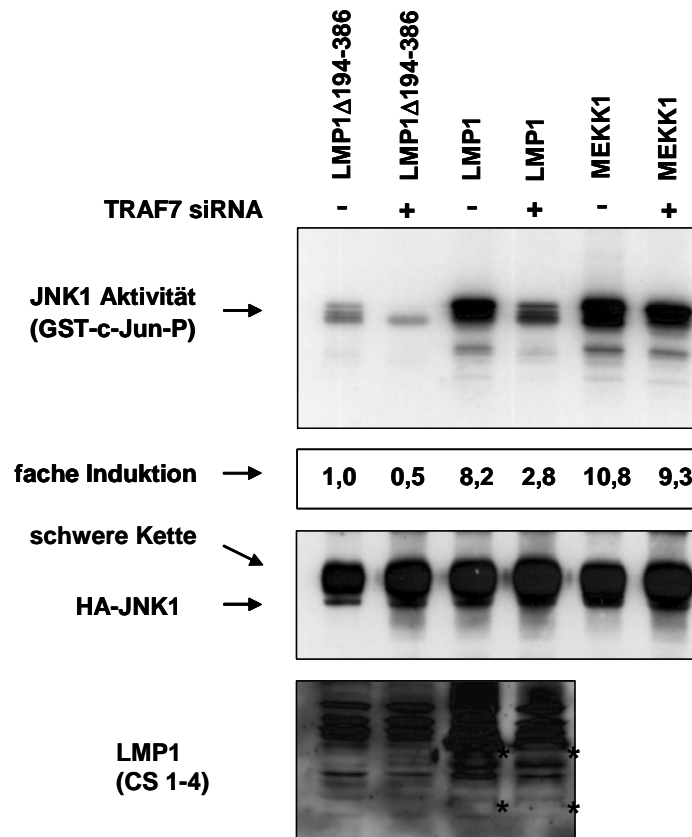 LMP1Δ194-386
LMP1Δ194-386
LMP1
LMP1
MEKK1
MEKK1
TRAF7 siRNA - + - + - +
JNK1 Aktivität
(GST-c-Jun-P)
fache Induktion 1,0 0,5 8,2 2,8 10,8 9,3
schwere Kette
HA-JNK1
LMP1
(CS 1-4)
* *
* *